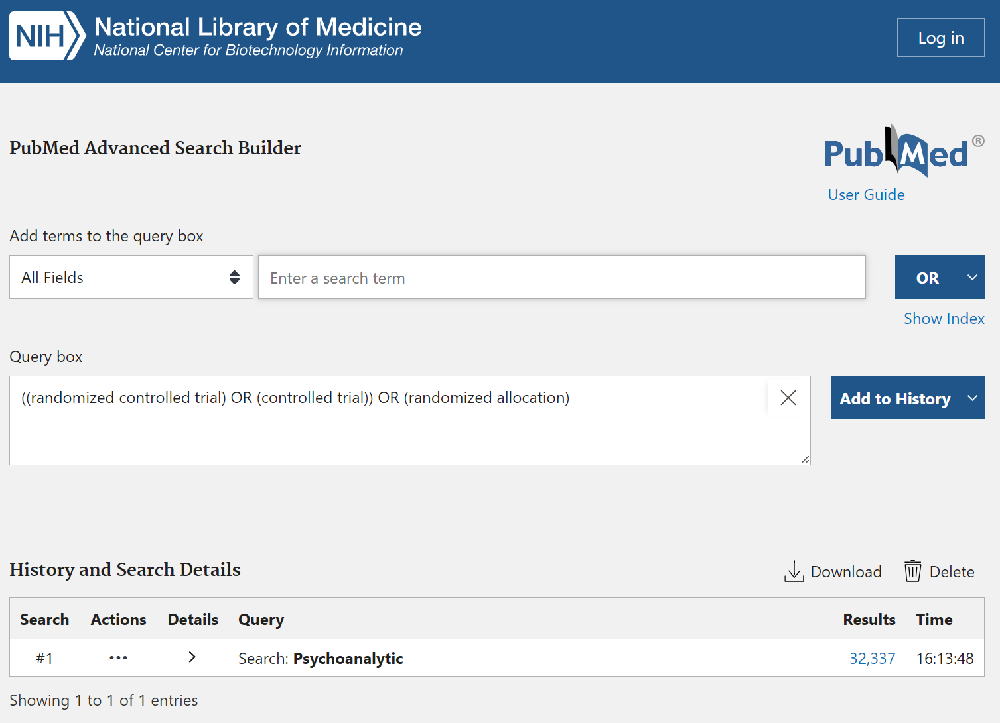 NIH National Library of Medicine
National Center for Biotechnology Information
Log in
PubMed Advanced Search Builder
PubMed®
User Guide
Add terms to the query box
All Fields
Enter a search term
OR
Show Index
Query box
((randomized controlled trial) OR (controlled trial)) OR (randomized allocation)
Add to History
History and Search Details
Download
Delete
Search Actions Details Query Results Time
#1 ... Search: Psychoanalytic 32,337 16:13:48
Showing 1 to 1 of 1 entries